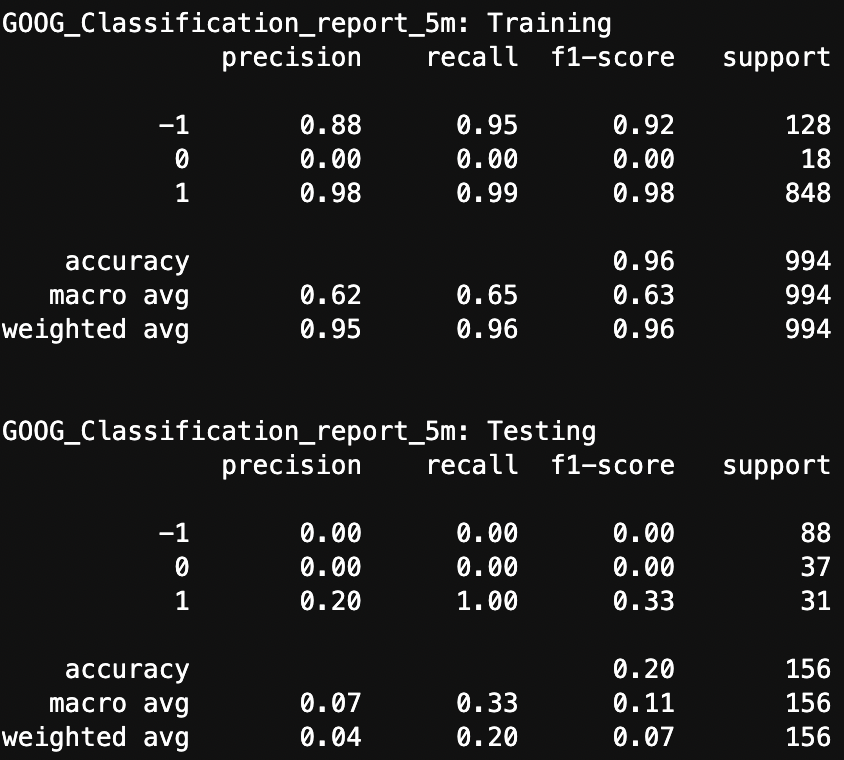 GOOG_Classification_report_5m: Training
precision recall f1-score support
-1 0.88 0.95 0.92 128
0 0.00 0.00 0.00 18
1 0.98 0.99 0.98 848
accuracy 0.96 994
macro avg 0.62 0.65 0.63 994
weighted avg 0.95 0.96 0.96 994
GOOG_Classification_report_5m: Testing
precision recall f1-score support
-1 0.00 0.00 0.00 88
0 0.00 0.00 0.00 37
1 0.20 1.00 0.33 31
accuracy 0.20 156
macro avg 0.07 0.33 0.11 156
weighted avg 0.04 0.20 0.07 156